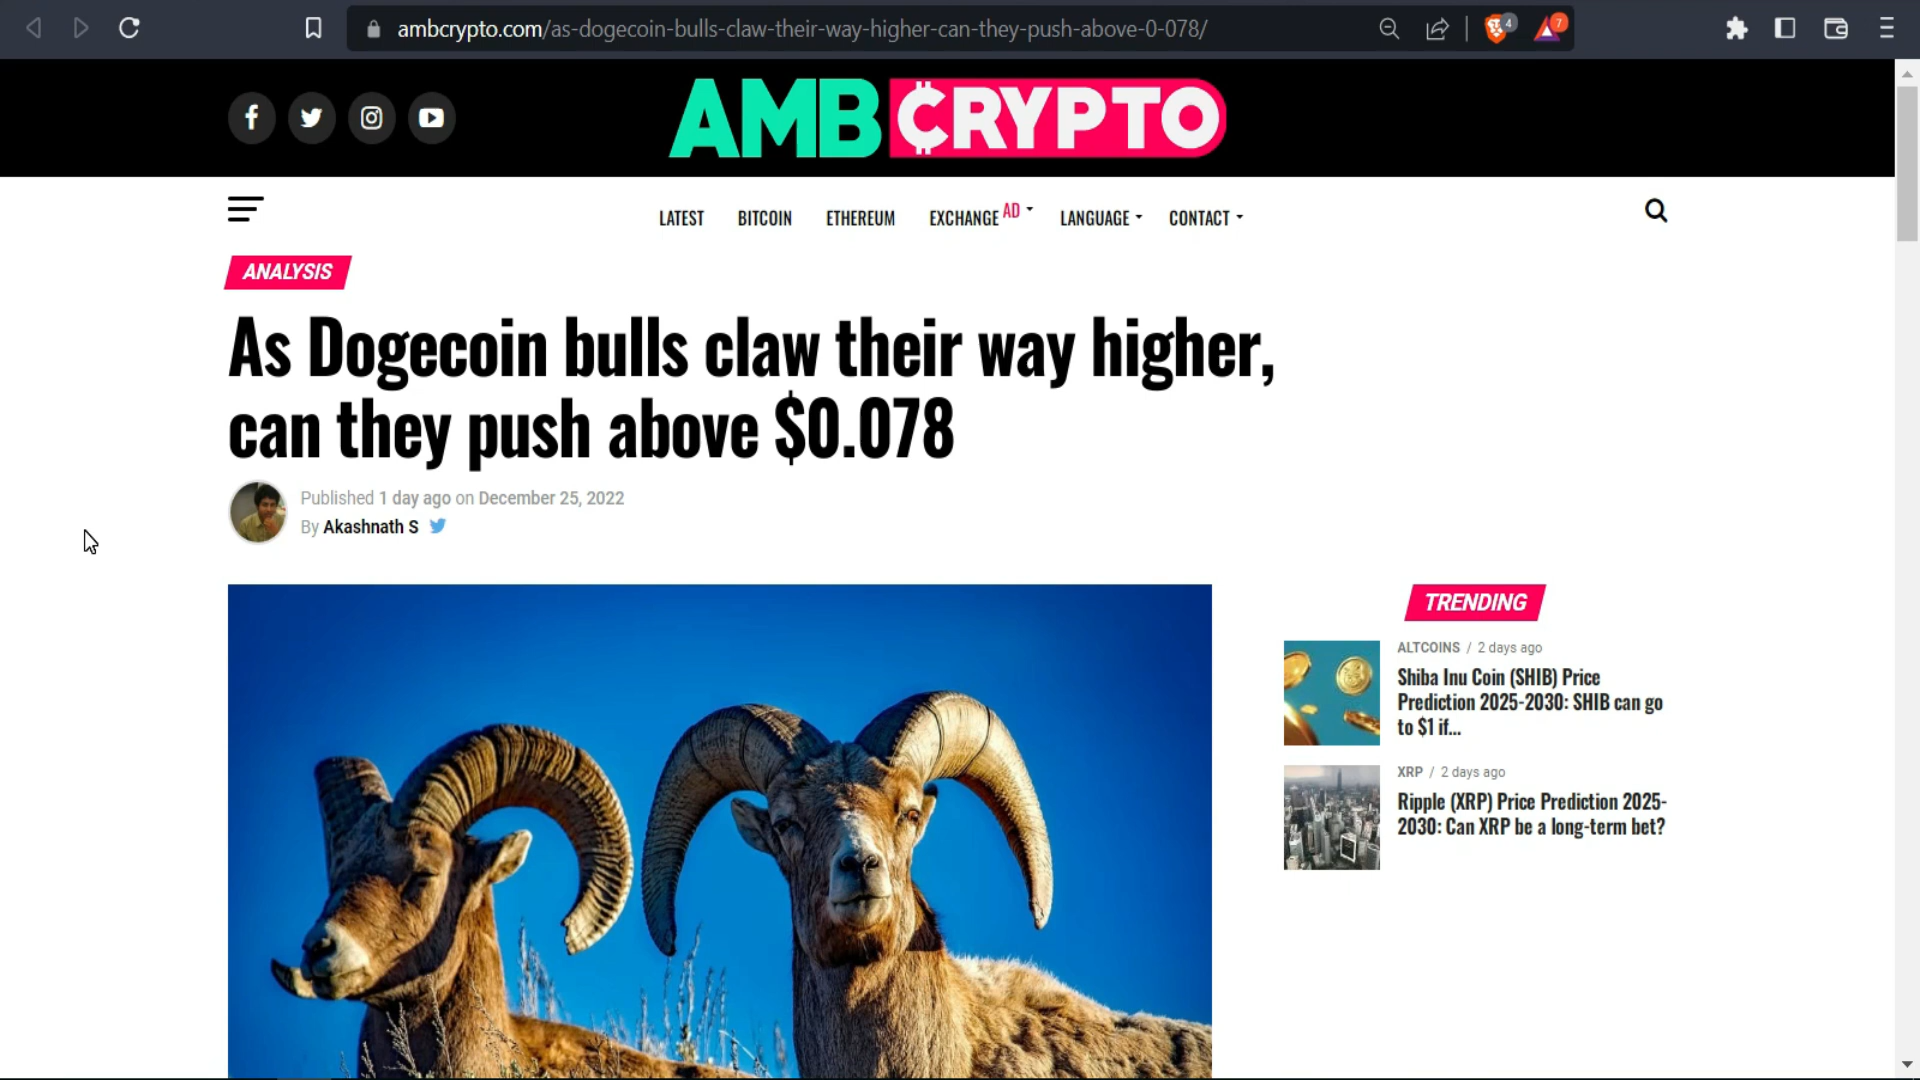 ambcrypto.com/as-dogecoin-bulls-claw-their-way-higher-can-they-push-above-0-078/
4
7
AMBCRYPTO
LATEST BITCOIN ETHEREUM EXCHANGE AD LANGUAGE CONTACT
ANALYSIS
As Dogecoin bulls claw their way higher,
can they push above $0.078
Published 1 day ago on December 25, 2022
By Akashnath S
TRENDING
ALTCOINS / 2 days ago
Shiba Inu Coin (SHIB) Price
Prediction 2025-2030: SHIB can go
to $1 if...
XRP / 2 days ago
Ripple (XRP) Price Prediction 2025-
2030: Can XRP be a long-term bet?